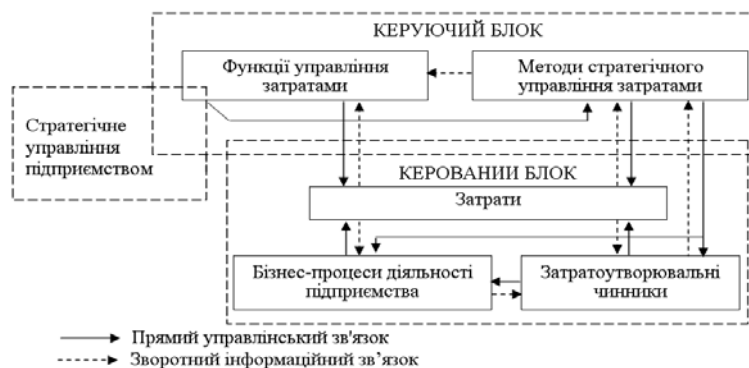 КЕРУЮЧИЙ БЛОК
Функції управління
затратами
Методи стратегічного
управління затратами
Стратегічне
управління
підприємством
КЕРОВАНИЙ БЛОК
Затрати
Бізнес-процеси діяльності
підприємства
Затратоутворювальні
чинники
Прямий управлінський зв'язок
Зворотний інформаційний зв’язок